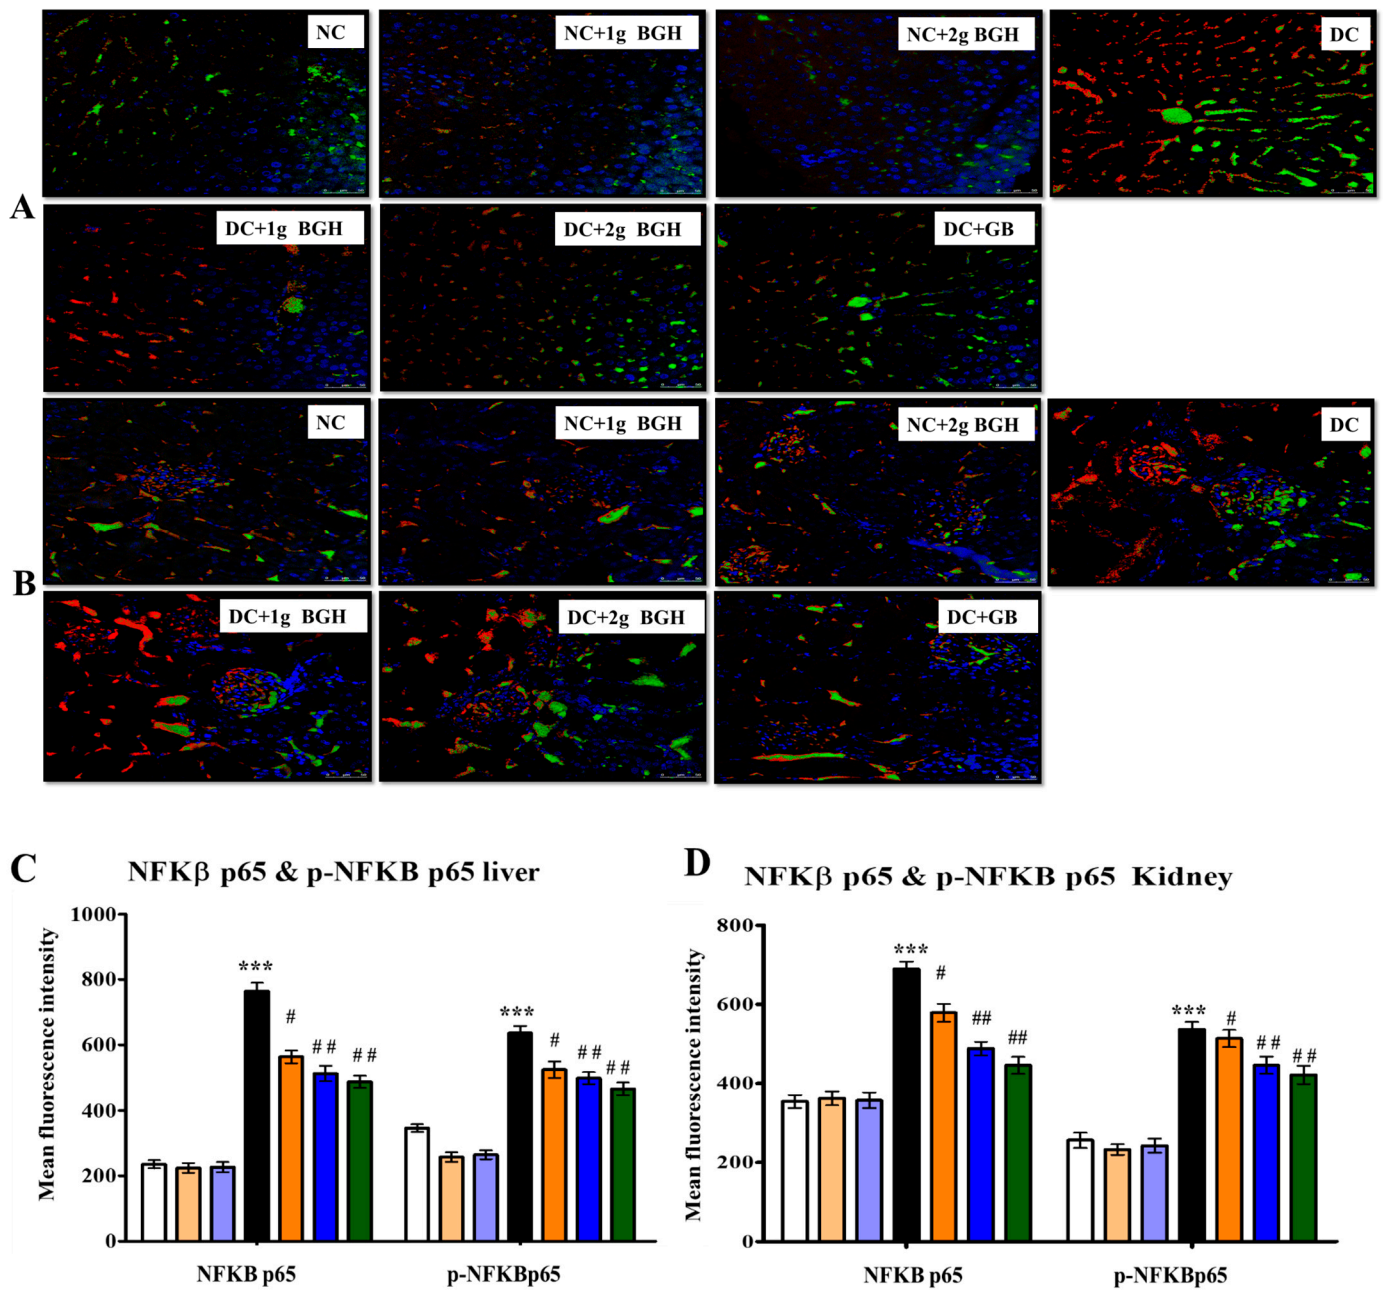 NC
NC+1g BGH
NC+2g BGH
DC
A
DC+1g BGH
DC+2g BGH
DC+GB
NC
NC+1g BGH
NC+2g BGH
DC
B
DC+1g BGH
DC+2g BGH
DC+GB
C
NFKβ p65 & p-NFKB p65 liver
Mean fluorescence intensity
1000
800
600
400
200
0
***
#
# #
# #
***
#
# #
# #
NFKB p65
p-NFKBp65
D
NFKβ p65 & p-NFKB p65 Kidney
Mean fluorescence intensity
800
600
400
200
0
***
#
##
##
***
#
# #
# #
NFKB p65
p-NFKBp65